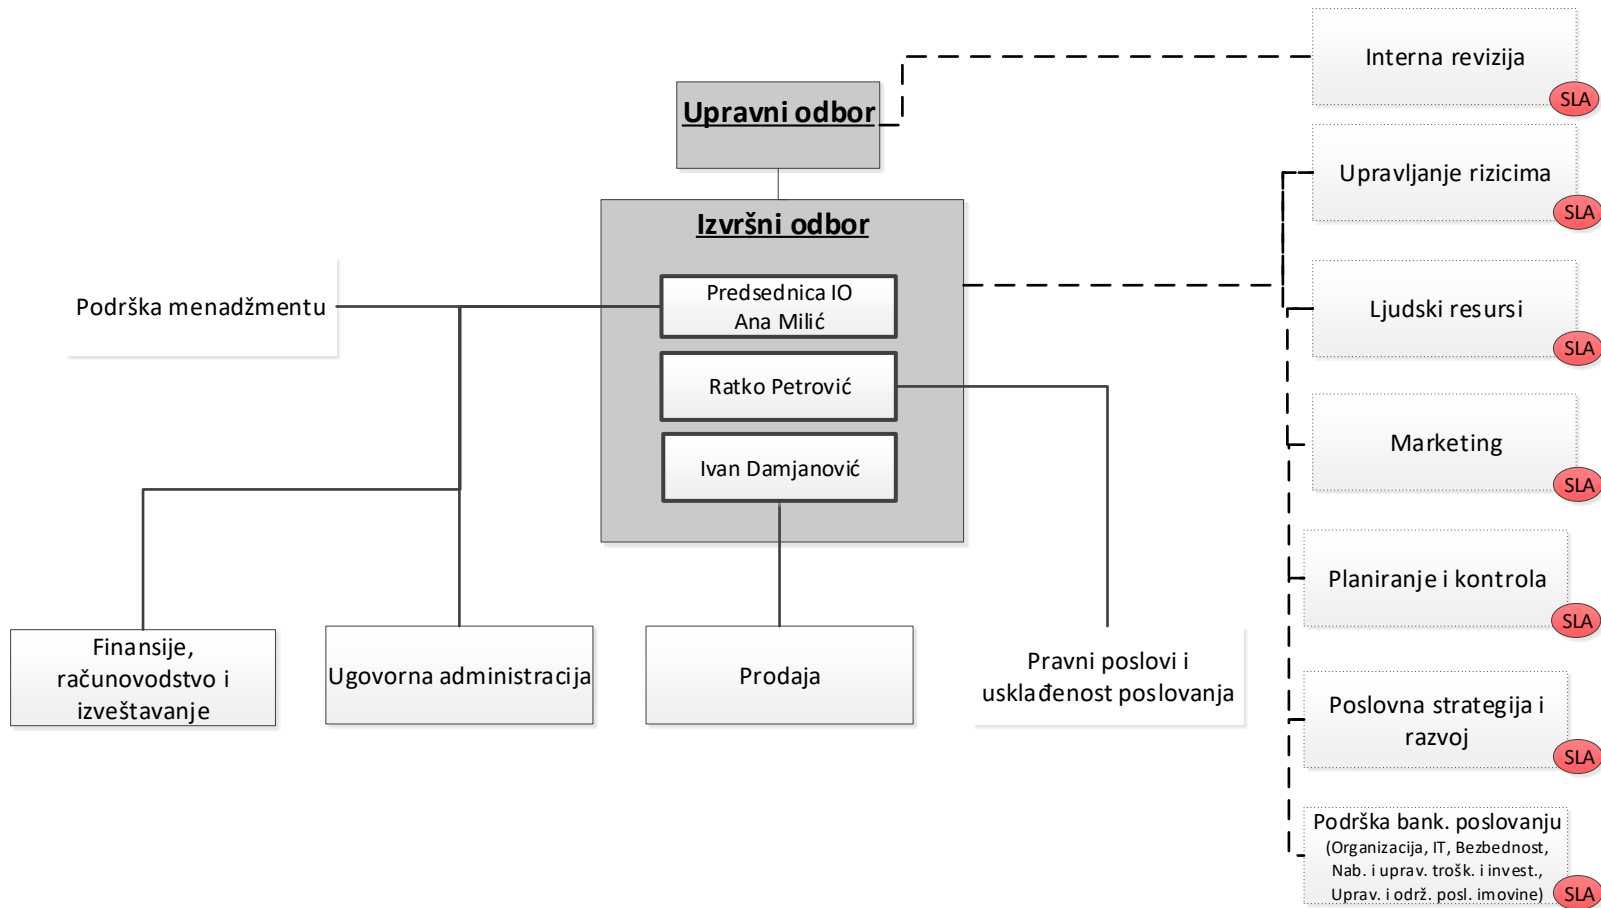 Interna revizija
SLA
Upravni odbor
Upravljanje rizicima
SLA
Izvršni odbor
Predsednica IO
Ana Milić
Podrška menadžmentu
Ljudski resursi
SLA
Ratko Petrović
Ivan Damjanović
Marketing
SLA
Planiranje i kontrola
SLA
Finansije,
računovodstvo i
izveštavanje
Ugovorna administracija
Prodaja
Pravni poslovi i
usklađenost poslovanja
Poslovna strategija i
razvoj
SLA
Podrška bank. poslovanju
(Organizacija, IT, Bezbednost,
Nab. i uprav. trošk. i invest.,
Uprav. i održ. posl. imovine)
SLA